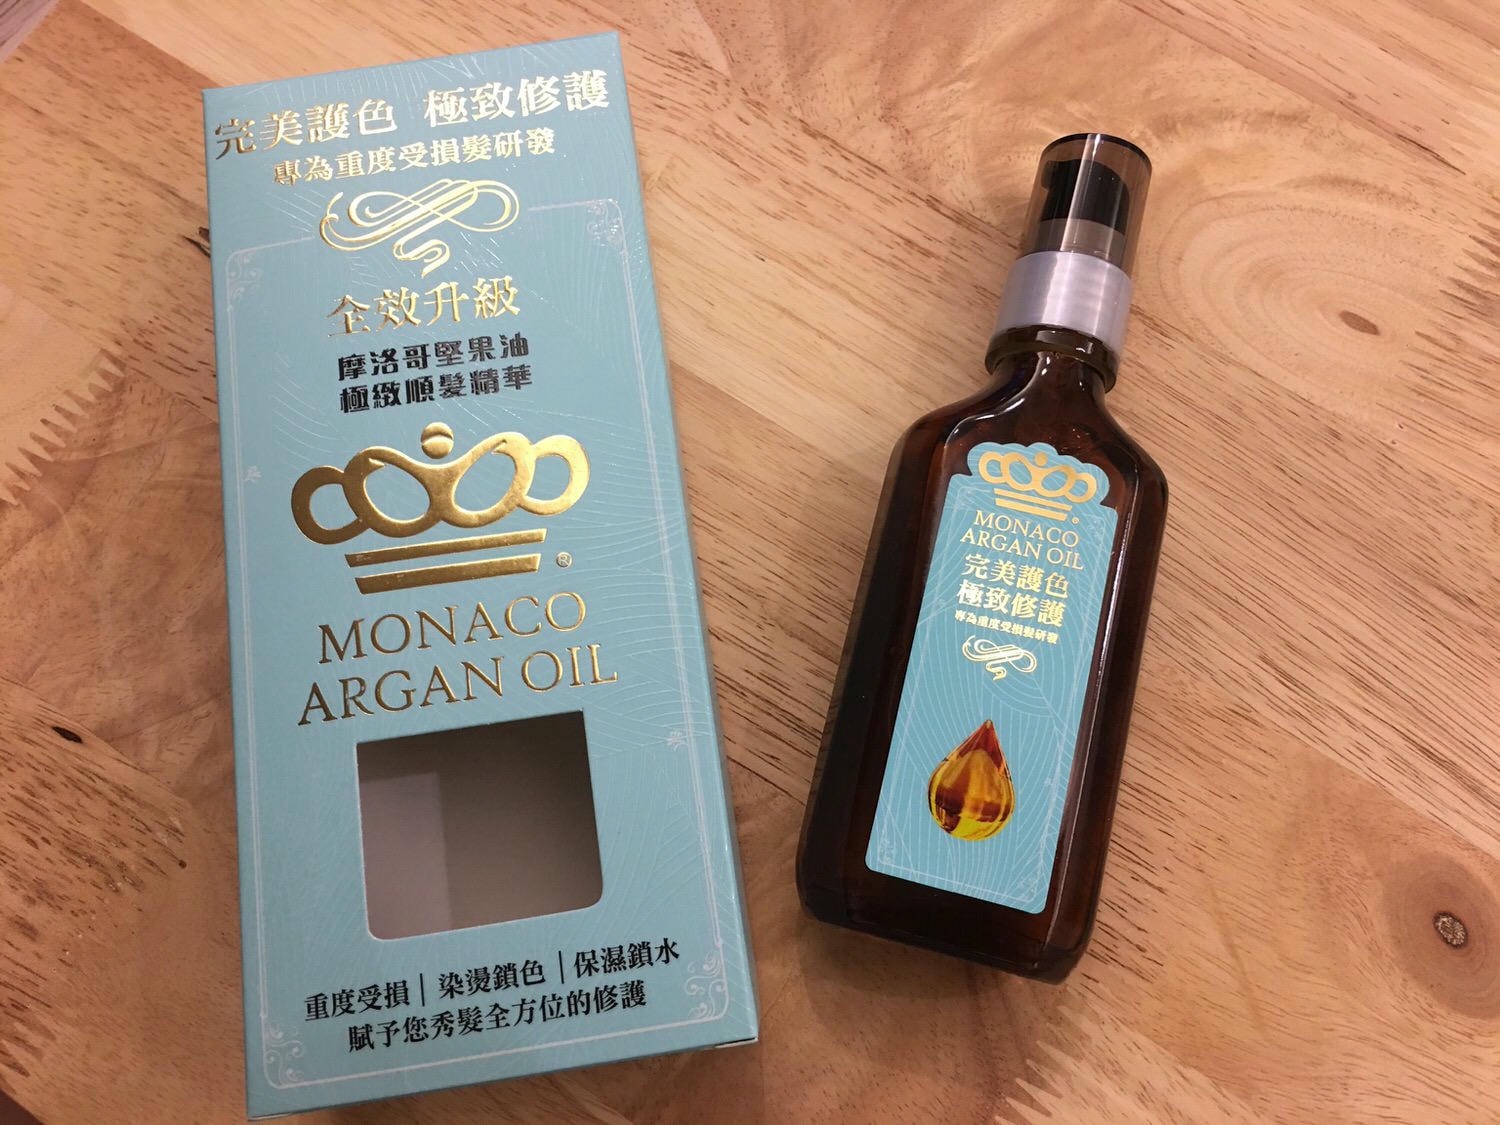 完美護色 極致修護
專為重度受損髮研發
全效升級
摩洛哥堅果油
極緻順髮精華
®
MONACO
ARGAN OIL
重度受損|染燙鎖色|保濕鎖水
賦予您秀髮全方位的修護
®
MONACO
ARGAN OIL
完美護色
極致修護
專為重度受損髮研發